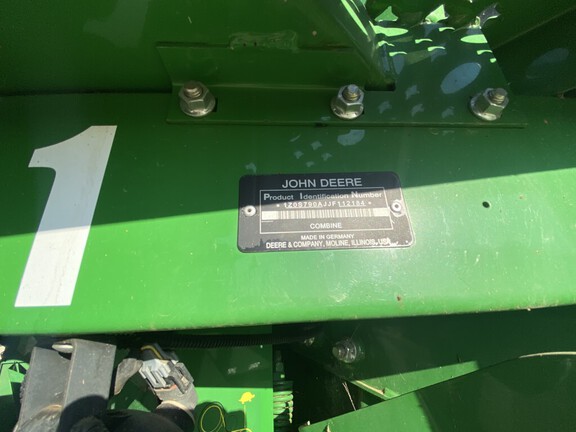 1
JOHN DEERE
Product Identification Number
COMBINE
MADE IN GERMANY
DEERE & COMPANY, MOLINE, ILLINOIS, USA